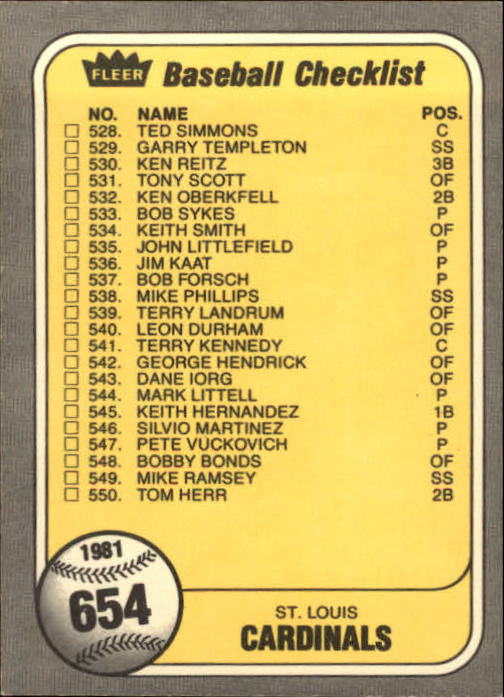 FLEER Baseball Checklist
NO. NAME POS.
528. TED SIMMONS C
529. GARRY TEMPLETON SS
530. KEN REITZ 3B
531. TONY SCOTT OF
532. KEN OBERKFELL 2B
533. BOB SYKES P
534. KEITH SMITH OF
535. JOHN LITTLEFIELD P
536. JIM KAAT P
537. BOB FORSCH P
538. MIKE PHILLIPS SS
539. TERRY LANDRUM OF
540. LEON DURHAM OF
541. TERRY KENNEDY C
542. GEORGE HENDRICK OF
543. DANE IORG OF
544. MARK LITTELL P
545. KEITH HERNANDEZ 1B
546. SILVIO MARTINEZ P
547. PETE VUCKOVICH P
548. BOBBY BONDS OF
549. MIKE RAMSEY SS
550. TOM HERR 2B
1981
654
ST. LOUIS
CARDINALS